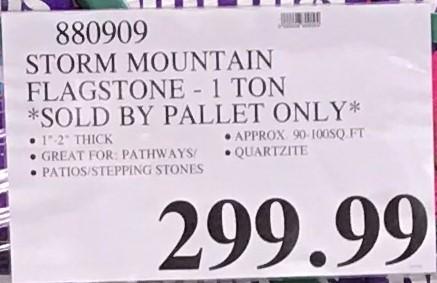 880909
STORM MOUNTAIN
FLAGSTONE - 1 TON
*SOLD BY PALLET ONLY*
• 1"-2" THICK
• GREAT FOR: PATHWAYS/
• PATIOS/STEPPING STONES
• APPROX. 90-100SQ.FT
• QUARTZITE
299.99